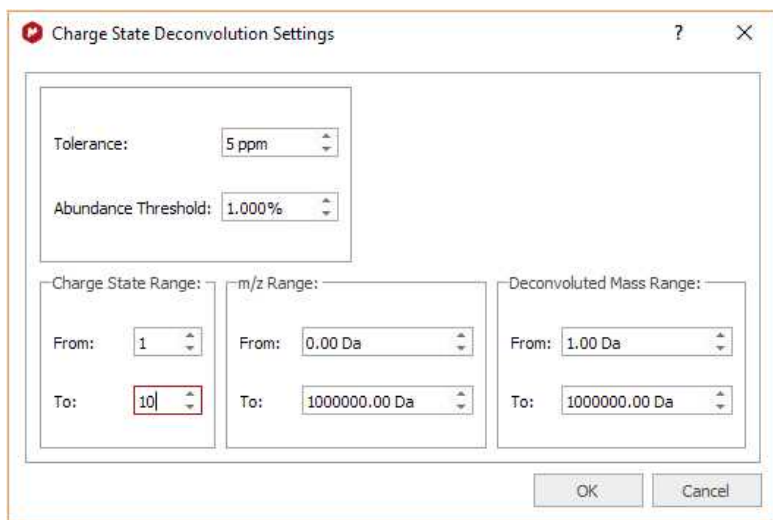 Charge State Deconvolution Settings ?
Tolerance: 5 ppm
Abundance Threshold: 1.000%
Charge State Range: m/z Range: Deconvoluted Mass Range:
From: 1 From: 0.00 Da From: 1.00 Da
To: 10 To: 1000000.00 Da To: 1000000.00 Da
OK Cancel